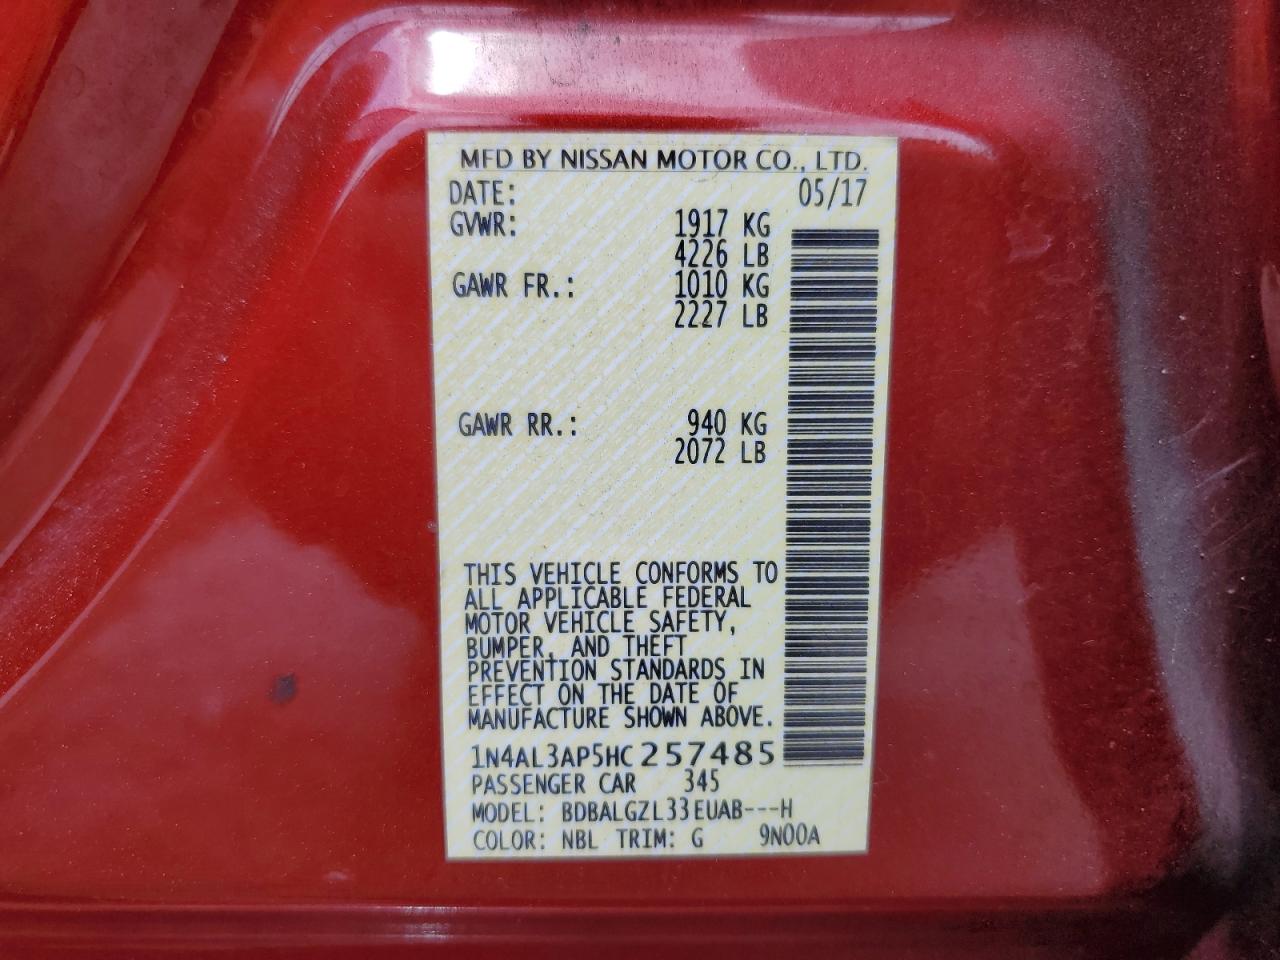 MFD BY NISSAN MOTOR CO., LTD.
DATE: 05/17
GVWR: 1917 KG
4226 LB
GAWR FR.: 1010 KG
2227 LB
GAWR RR.: 940 KG
2072 LB
THIS VEHICLE CONFORMS TO
ALL APPLICABLE FEDERAL
MOTOR VEHICLE SAFETY,
BUMPER, AND THEFT
PREVENTION STANDARDS IN
EFFECT ON THE DATE OF
MANUFACTURE SHOWN ABOVE.
1N4AL3AP5HC257485
PASSENGER CAR 345
MODEL: BDBALGZL33EUAB---H
COLOR: NBL TRIM: G 9N00A